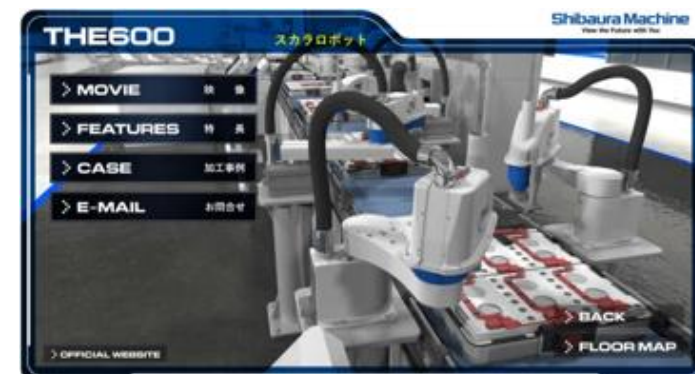 THE600
スカラロボット
Shibaura Machine
View the Future with You
> MOVIE 映 像
> FEATURES 特 長
> CASE 加工事例
> E-MAIL お問合せ
> BACK
> FLOOR MAP
> OFFICIAL WEBSITE